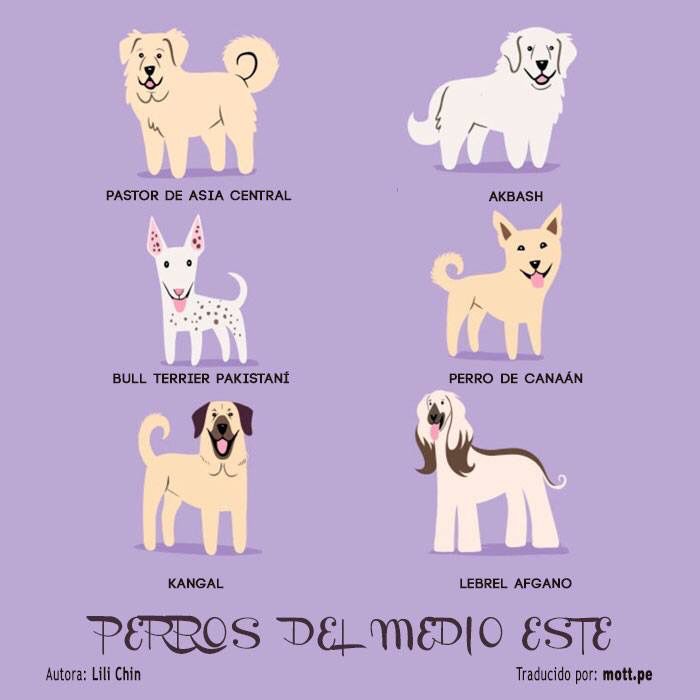 PASTOR DE ASIA CENTRAL
AKBASH
BULL TERRIER PAKISTANÍ
PERRO DE CANAÁN
KANGAL
LEBREL AFGANO
PERROS DEL MEDIO ESTE
Autora: Lili Chin
Traducido por: mott.pe